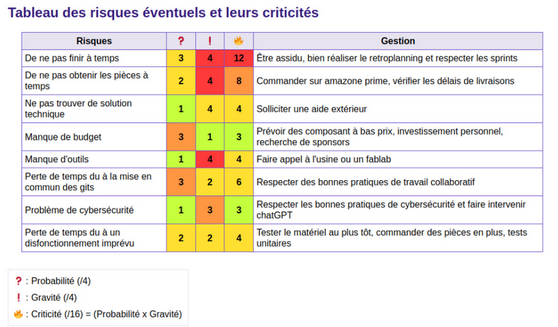 Tableau des risques éventuels et leurs criticités
Risques ❓ ❗ 🔥 Gestion
De ne pas finir à temps 3 4 12 Être assidu, bien réaliser le retroplanning et respecter les sprints
De ne pas obtenir les pièces à
temps 2 4 8 Commander sur amazone prime, vérifier les délais de livraisons
Ne pas trouver de solution
technique 1 4 4 Solliciter une aide extérieur
Manque de budget 3 1 3 Prévoir des composant à bas prix, investissement personnel,
recherche de sponsors
Manque d'outils 1 4 4 Faire appel à l'usine ou un fablab
Perte de temps du à la mise en
commun des gits 3 2 6 Respecter des bonnes pratiques de travail collaboratif
Problème de cybersécurité 1 3 3 Respecter les bonnes pratiques de cybersécurité et faire intervenir
chatGPT
Perte de temps du à un
disfonctionnement imprévu 2 2 4 Tester le matériel au plus tôt, commander des pièces en plus, tests
unitaires
❓ : Probabilité (/4)
❗ : Gravité (/4)
🔥 : Criticité (/16) = (Probabilité x Gravité)